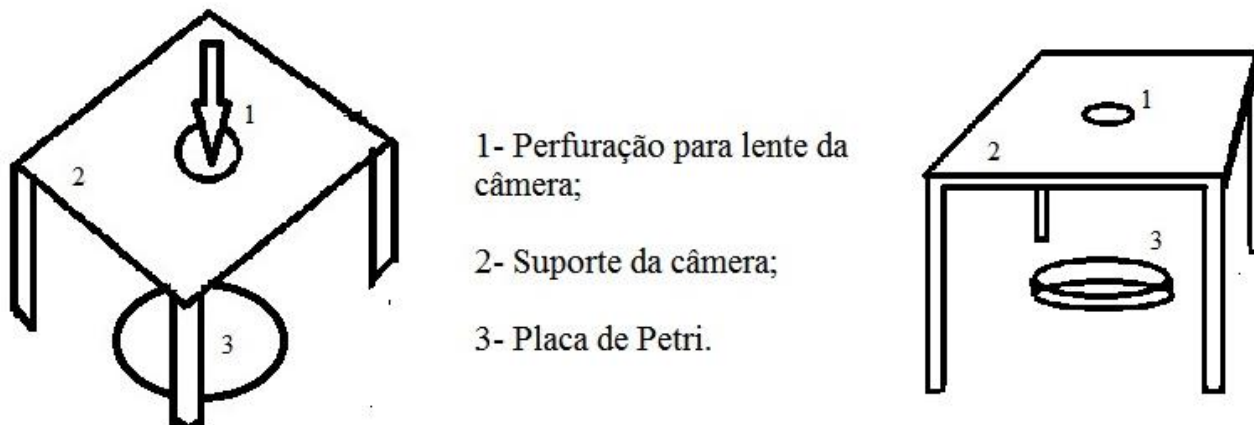 1
2
3
1- Perfuração para lente da
câmera;
2- Suporte da câmera;
3- Placa de Petri.
1
2
3